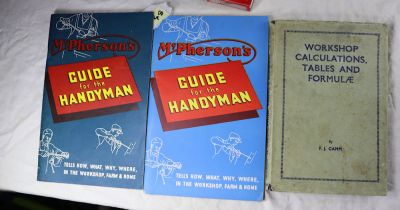 McPherson's
GUIDE
for the
HANDYMAN
TELLS HOW, WHAT, WHY, WHERE,
IN THE WORKSHOP, FARM & HOME
McPherson's
GUIDE
for the
HANDYMAN
TELLS HOW, WHAT, WHY, WHERE,
IN THE WORKSHOP, FARM & HOME
WORKSHOP
CALCULATIONS,
TABLES AND
FORMULÆ
By
F. J. CAMM